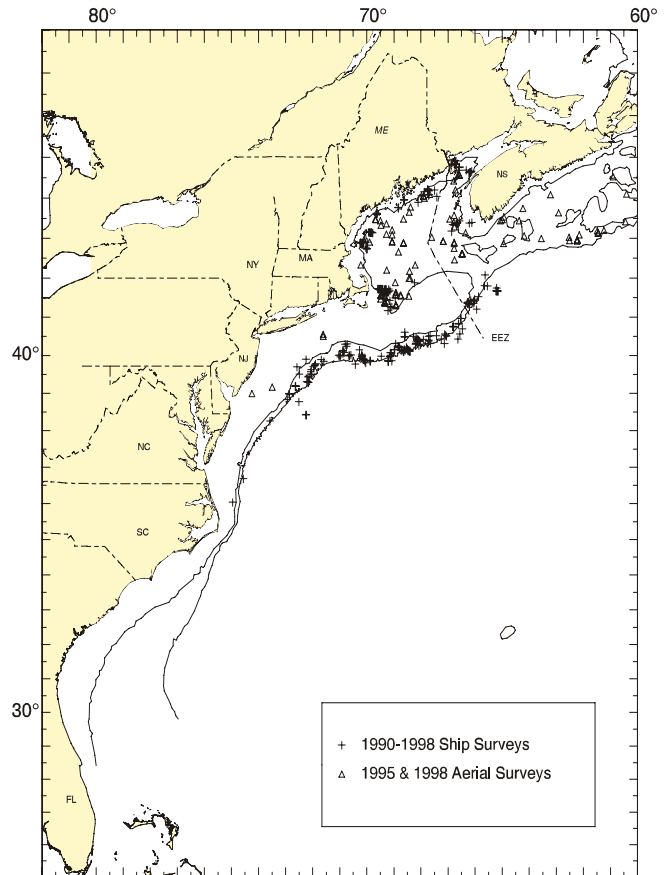 80° 70° 60°
ME
NS
NY MA
NJ EEZ
40°
NC
SC
30°
+ 1990-1998 Ship Surveys
△ 1995 & 1998 Aerial Surveys
FL